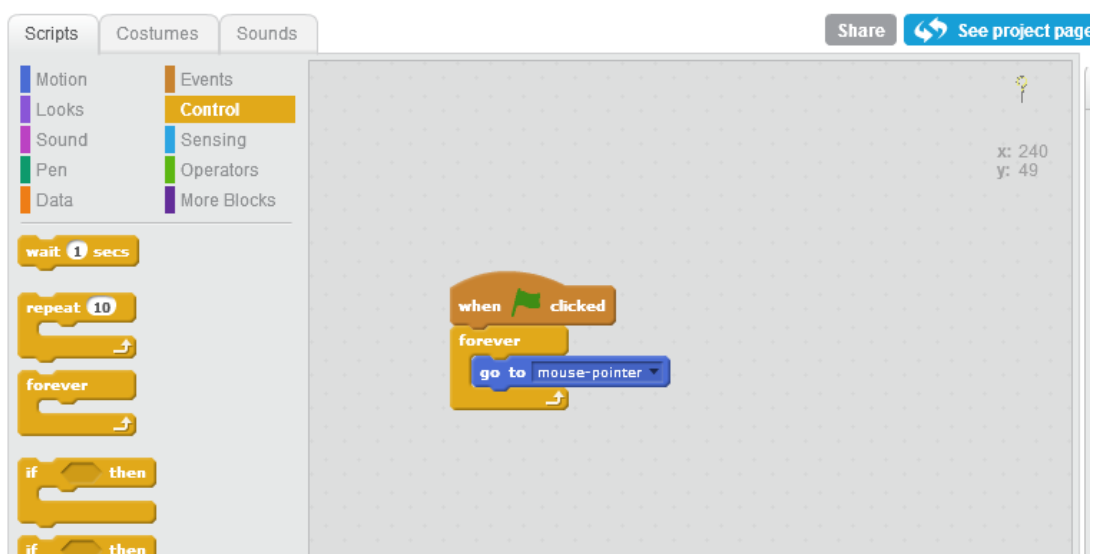 Scripts Costumes Sounds Share See project page
Motion Events
Looks Control
Sound Sensing
Pen Operators
Data More Blocks
x: 240
y: 49
wait 1 secs
repeat 10
forever
if then
if then
when clicked
forever
go to mouse-pointer